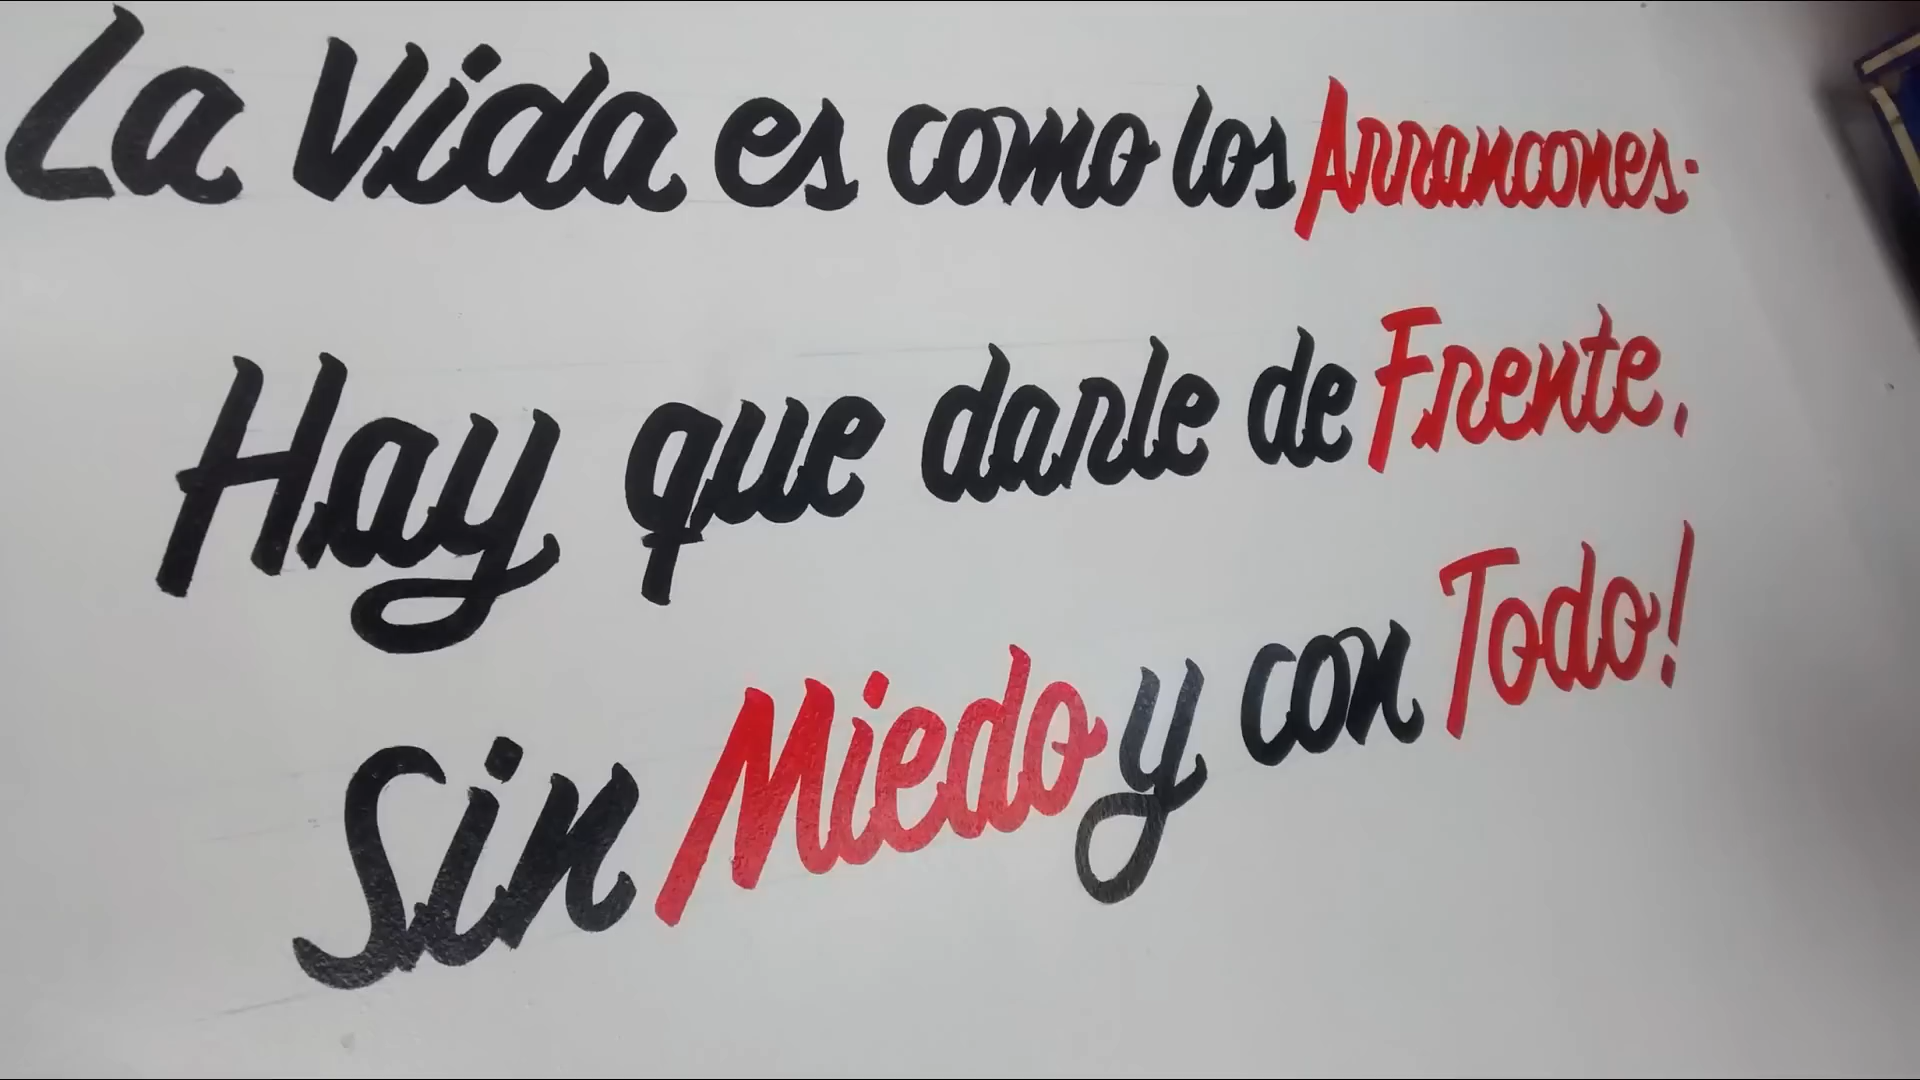 La Vida es como los Arrancones.
Hay que darle de Frente.
Sin Miedo y con Todo!